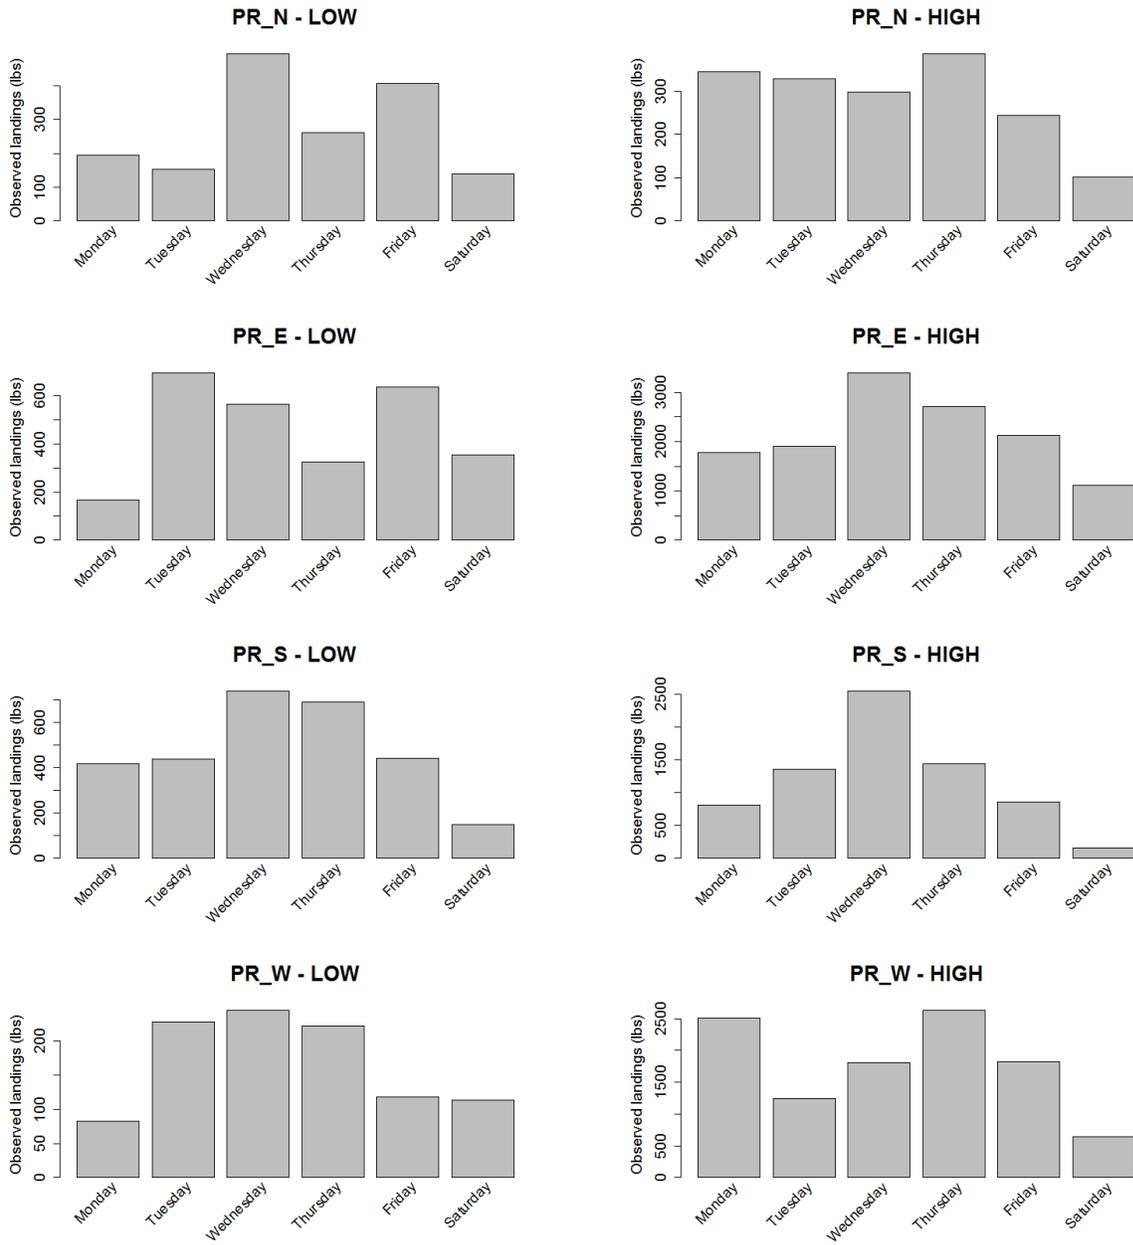 PR_N - LOW
Observed landings (lbs)
0 100 300
Monday Tuesday Wednesday Thursday Friday Saturday
PR_N - HIGH
Observed landings (lbs)
0 100 200 300
Monday Tuesday Wednesday Thursday Friday Saturday
PR_E - LOW
Observed landings (lbs)
0 200 400 600
Monday Tuesday Wednesday Thursday Friday Saturday
PR_E - HIGH
Observed landings (lbs)
0 1000 2000 3000
Monday Tuesday Wednesday Thursday Friday Saturday
PR_S - LOW
Observed landings (lbs)
0 200 400 600
Monday Tuesday Wednesday Thursday Friday Saturday
PR_S - HIGH
Observed landings (lbs)
0 500 1500 2500
Monday Tuesday Wednesday Thursday Friday Saturday
PR_W - LOW
Observed landings (lbs)
0 50 100 200
Monday Tuesday Wednesday Thursday Friday Saturday
PR_W - HIGH
Observed landings (lbs)
0 500 1500 2500
Monday Tuesday Wednesday Thursday Friday Saturday